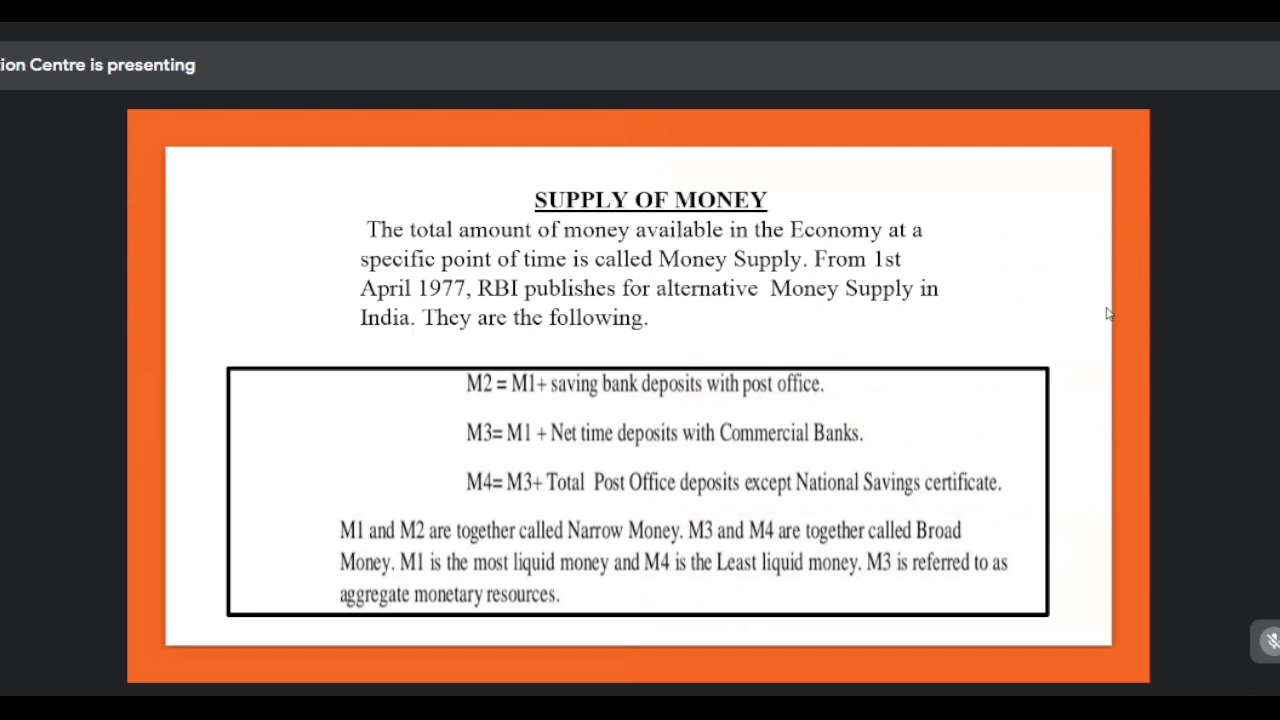 ion Centre is presenting
SUPPLY OF MONEY
The total amount of money available in the Economy at a
specific point of time is called Money Supply. From 1st
April 1977, RBI publishes for alternative Money Supply in
India. They are the following.
M2 = M1+ saving bank deposits with post office.
M3= M1 + Net time deposits with Commercial Banks.
M4= M3+ Total Post Office deposits except National Savings certificate.
M1 and M2 are together called Narrow Money. M3 and M4 are together called Broad
Money. M1 is the most liquid money and M4 is the Least liquid money. M3 is referred to as
aggregate monetary resources.